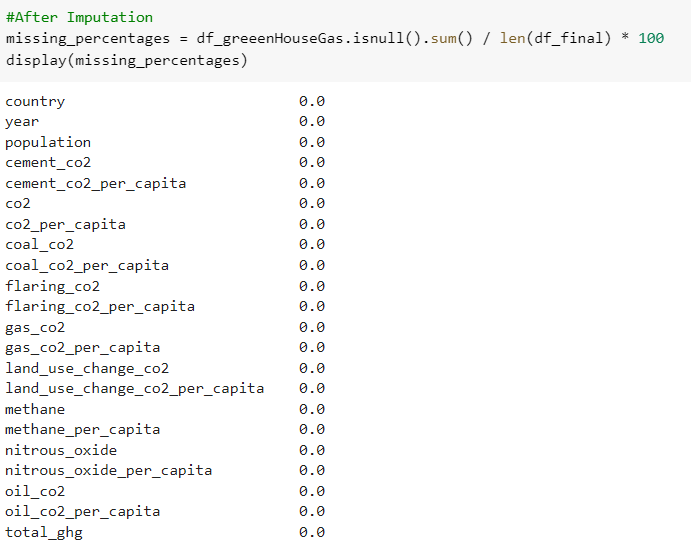 #After Imputation
missing_percentages = df_greeenHouseGas.isnull().sum() / len(df_final) * 100
display(missing_percentages)
country 0.0
year 0.0
population 0.0
cement_co2 0.0
cement_co2_per_capita 0.0
co2 0.0
co2_per_capita 0.0
coal_co2 0.0
coal_co2_per_capita 0.0
flaring_co2 0.0
flaring_co2_per_capita 0.0
gas_co2 0.0
gas_co2_per_capita 0.0
land_use_change_co2 0.0
land_use_change_co2_per_capita 0.0
methane 0.0
methane_per_capita 0.0
nitrous_oxide 0.0
nitrous_oxide_per_capita 0.0
oil_co2 0.0
oil_co2_per_capita 0.0
total_ghg 0.0